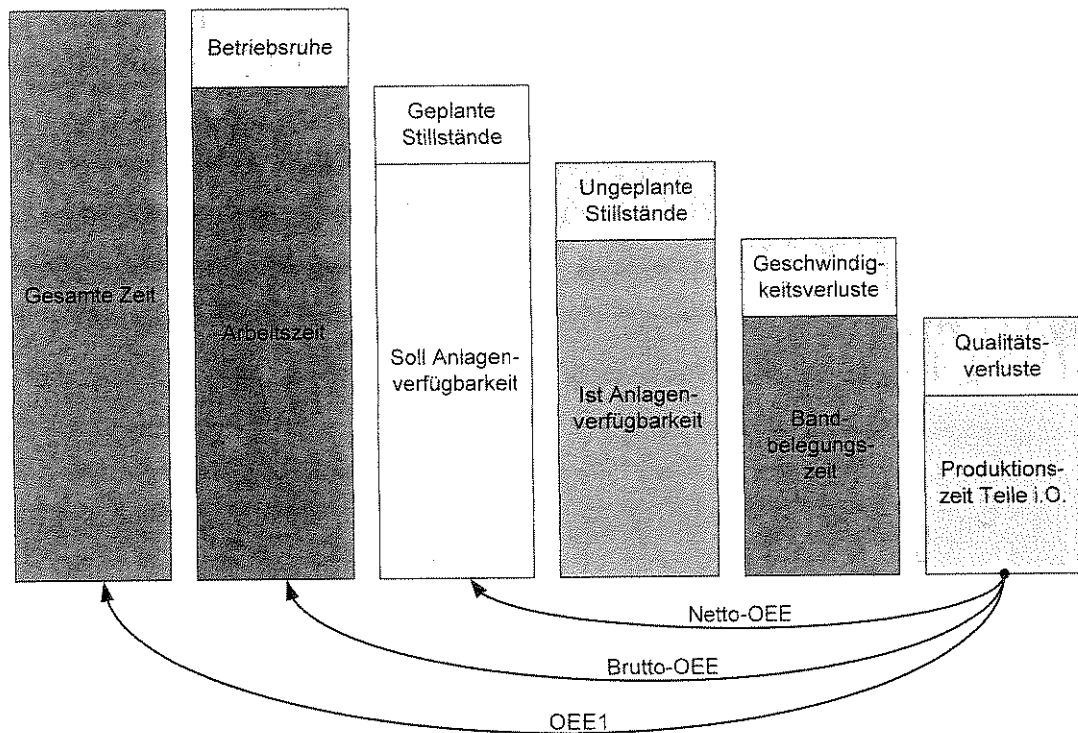 Betriebsruhe
Geplante
Stillstände
Ungeplante
Stillstände
Geschwindig-
keitsverluste
Qualitäts-
verluste
Gesamte Zeit
Arbeitszeit
Soll Anlagen-
verfügbarkeit
Ist Anlagen-
verfügbarkeit
Band-
belegungs-
zeit
Produktions-
zeit Teile i.O.
Netto-OEE
Brutto-OEE
OEE1